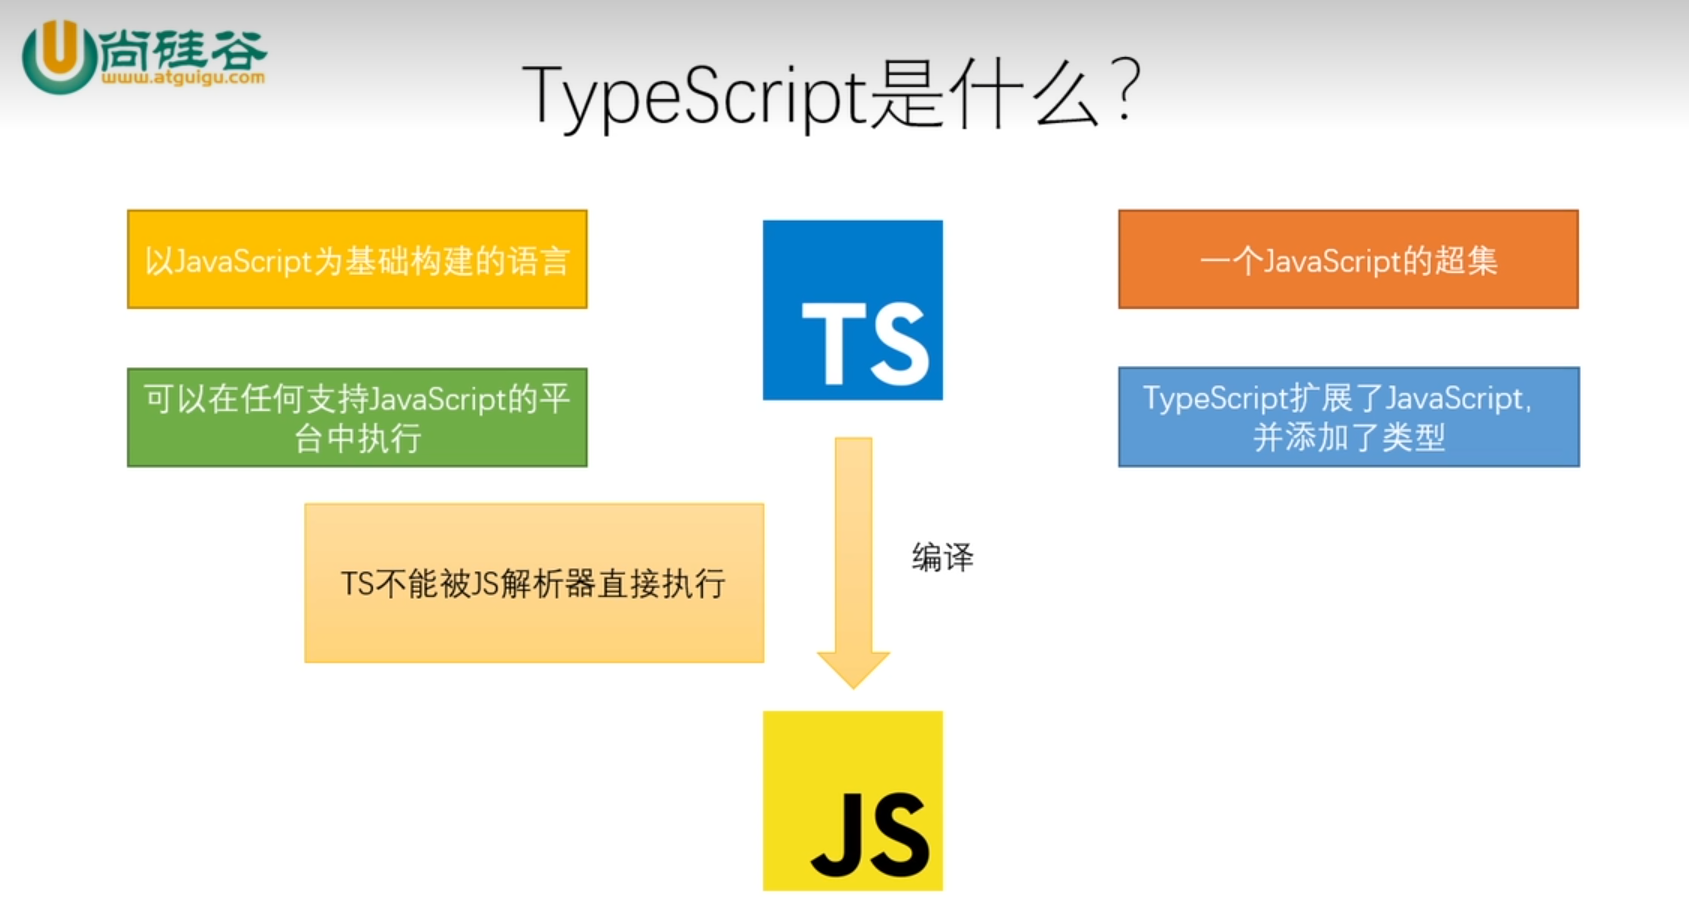 尚硅谷
www.atguigu.com
TypeScript是什么？
以JavaScript为基础构建的语言
一个JavaScript的超集
可以在任何支持JavaScript的平
台中执行
TypeScript扩展了JavaScript,
并添加了类型
TS
TS不能被JS解析器直接执行
编译
JS